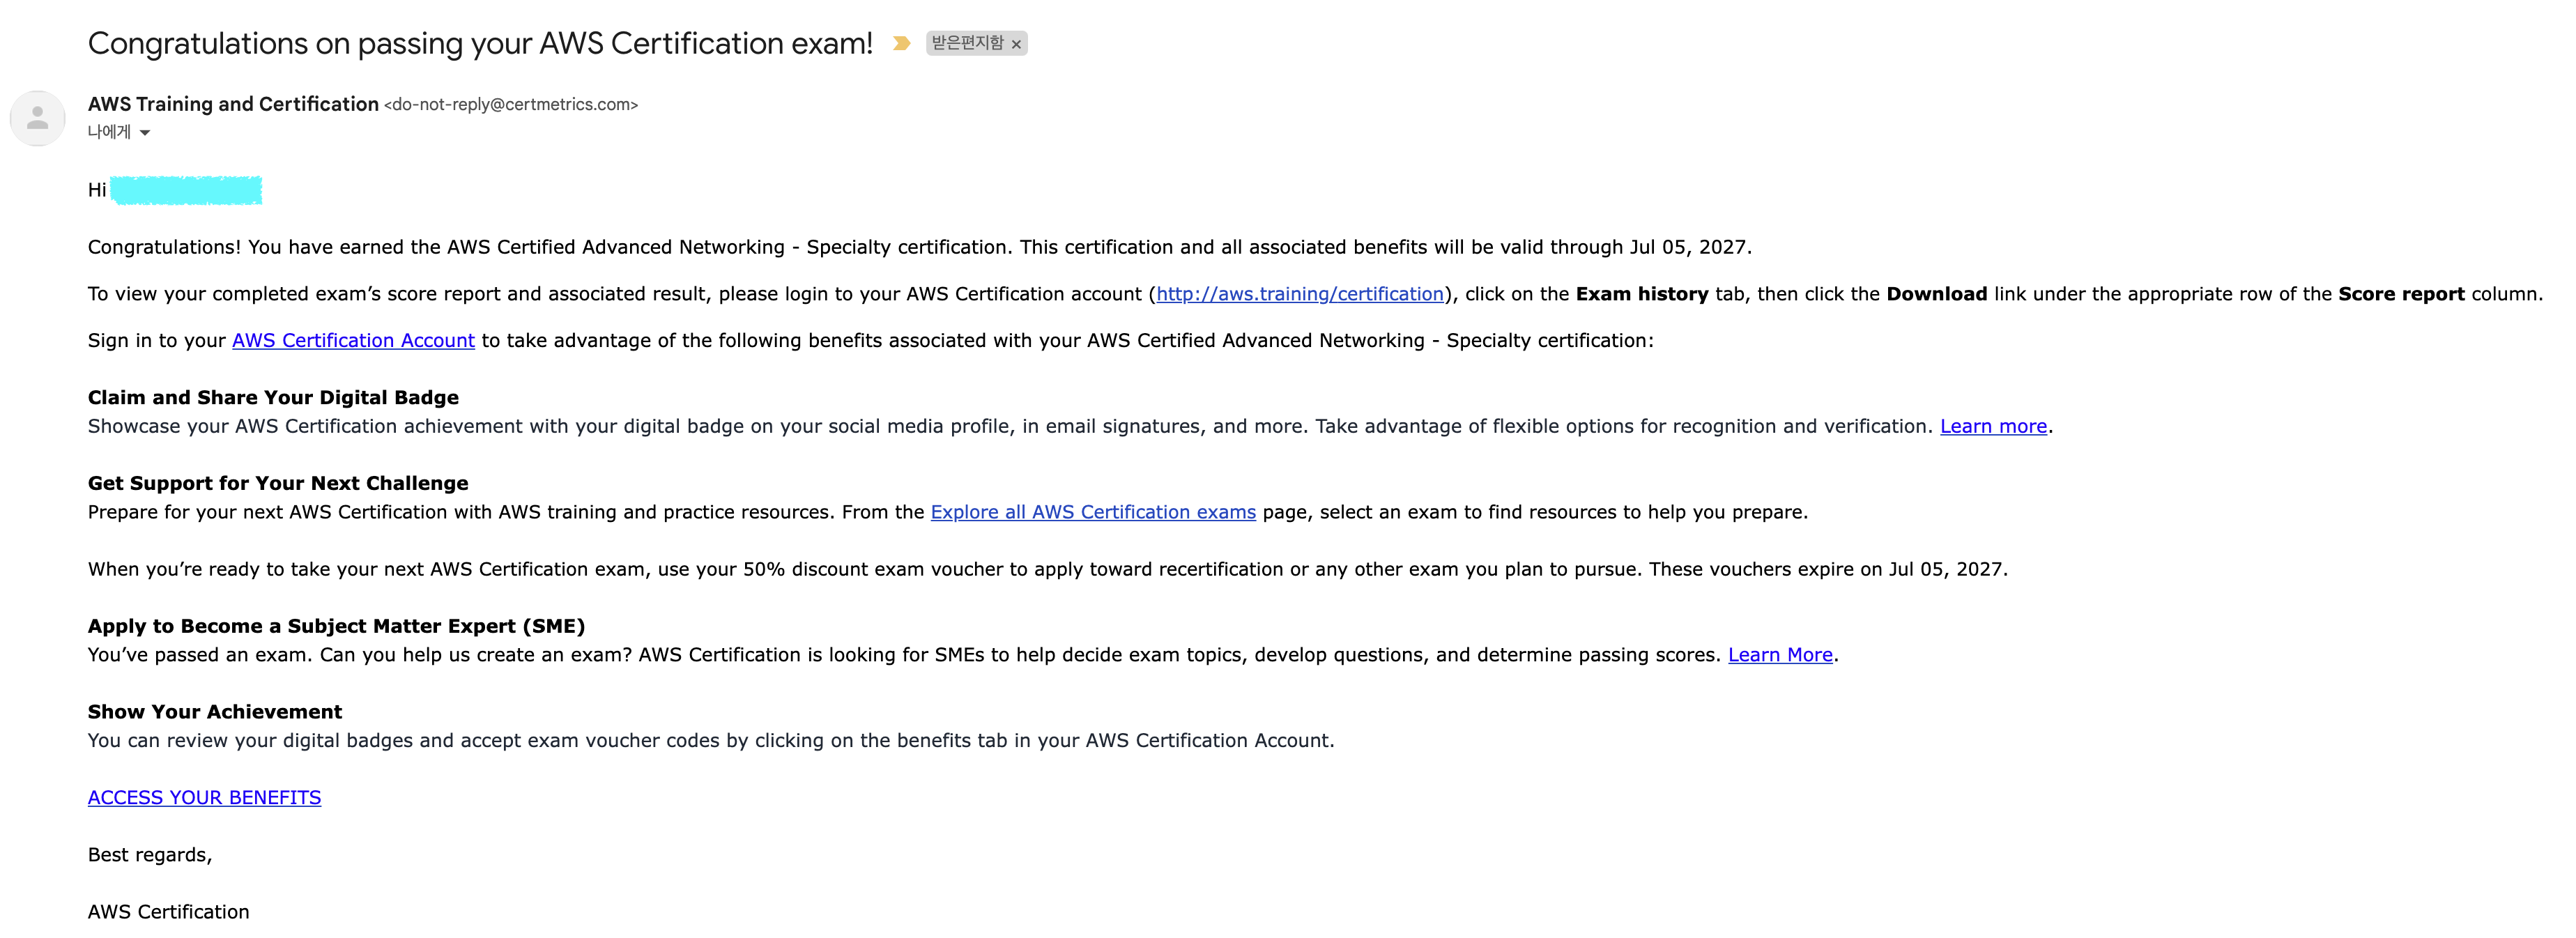 Congratulations on passing your AWS Certification exam! 받은편지함 ×
AWS Training and Certification <do-not-reply@certmetrics.com>
나에게
Hi
Congratulations! You have earned the AWS Certified Advanced Networking - Specialty certification. This certification and all associated benefits will be valid through Jul 05, 2027.
To view your completed exam’s score report and associated result, please login to your AWS Certification account (http://aws.training/certification), click on the Exam history tab, then click the Download link under the appropriate row of the Score report column.
Sign in to your AWS Certification Account to take advantage of the following benefits associated with your AWS Certified Advanced Networking - Specialty certification:
Claim and Share Your Digital Badge
Showcase your AWS Certification achievement with your digital badge on your social media profile, in email signatures, and more. Take advantage of flexible options for recognition and verification. Learn more.
Get Support for Your Next Challenge
Prepare for your next AWS Certification with AWS training and practice resources. From the Explore all AWS Certification exams page, select an exam to find resources to help you prepare.
When you’re ready to take your next AWS Certification exam, use your 50% discount exam voucher to apply toward recertification or any other exam you plan to pursue. These vouchers expire on Jul 05, 2027.
Apply to Become a Subject Matter Expert (SME)
You’ve passed an exam. Can you help us create an exam? AWS Certification is looking for SMEs to help decide exam topics, develop questions, and determine passing scores. Learn More.
Show Your Achievement
You can review your digital badges and accept exam voucher codes by clicking on the benefits tab in your AWS Certification Account.
ACCESS YOUR BENEFITS
Best regards,
AWS Certification